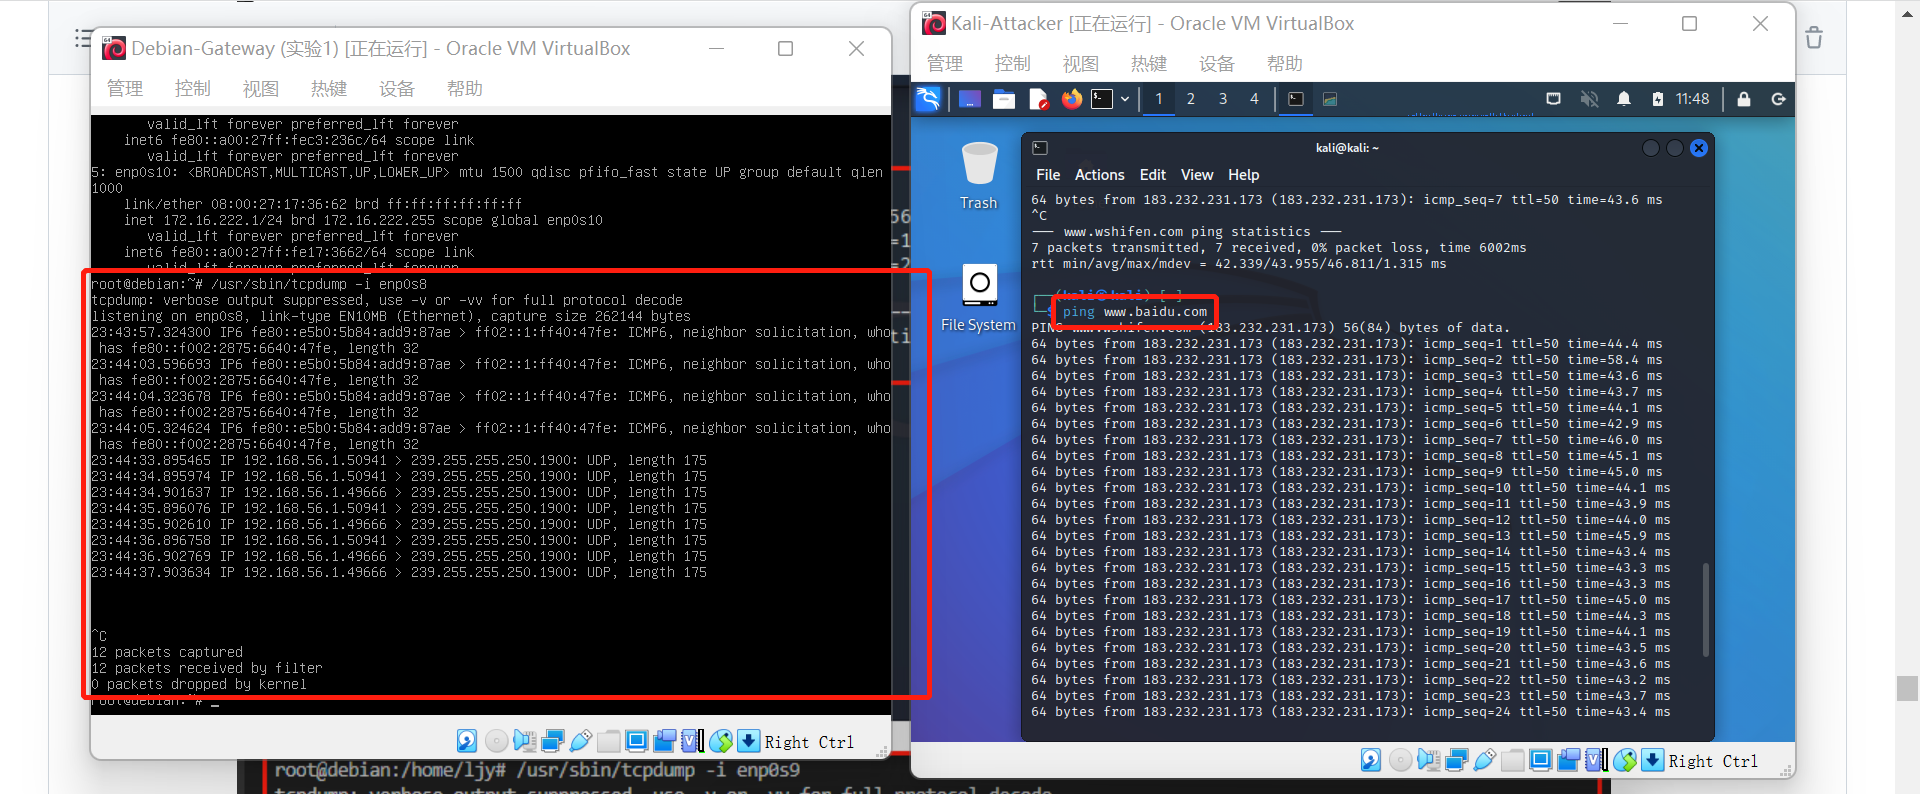 Debian-Gateway (实验1) [正在运行] - Oracle VM VirtualBox
管理 控制 视图 热键 设备 帮助
valid_lft forever preferred_lft forever
inet6 fe80::a00:27ff:fec3:236c/64 scope link
valid_lft forever preferred_lft forever
5: enp0s10: <BROADCAST,MULTICAST,UP,LOWER_UP> mtu 1500 qdisc pfifo_fast state UP group default qlen
1000
link/ether 08:00:27:17:36:62 brd ff:ff:ff:ff:ff:ff
inet 172.16.222.1/24 brd 172.16.222.255 scope global enp0s10
valid_lft forever preferred_lft forever
inet6 fe80::a00:27ff:fe17:3662/64 scope link
valid_lft forever preferred_lft forever
root@debian:~# /usr/sbin/tcpdump -i enp0s8
tcpdump: verbose output suppressed, use -v or -vv for full protocol decode
listening on enp0s8, link-type EN10MB (Ethernet), capture size 262144 bytes
23:43:57.324300 IP6 fe80::e5b0:5b84:add9:87ae > ff02::1:ff40:47fe: ICMP6, neighbor solicitation, who
has fe80::f002:2875:6640:47fe, length 32
23:44:03.596693 IP6 fe80::e5b0:5b84:add9:87ae > ff02::1:ff40:47fe: ICMP6, neighbor solicitation, who
has fe80::f002:2875:6640:47fe, length 32
23:44:04.323678 IP6 fe80::e5b0:5b84:add9:87ae > ff02::1:ff40:47fe: ICMP6, neighbor solicitation, who
has fe80::f002:2875:6640:47fe, length 32
23:44:05.324624 IP6 fe80::e5b0:5b84:add9:87ae > ff02::1:ff40:47fe: ICMP6, neighbor solicitation, who
has fe80::f002:2875:6640:47fe, length 32
23:44:33.895465 IP 192.168.56.1.50941 > 239.255.255.250.1900: UDP, length 175
23:44:34.895974 IP 192.168.56.1.50941 > 239.255.255.250.1900: UDP, length 175
23:44:34.901637 IP 192.168.56.1.49666 > 239.255.255.250.1900: UDP, length 175
23:44:35.896076 IP 192.168.56.1.50941 > 239.255.255.250.1900: UDP, length 175
23:44:35.902610 IP 192.168.56.1.49666 > 239.255.255.250.1900: UDP, length 175
23:44:36.896758 IP 192.168.56.1.50941 > 239.255.255.250.1900: UDP, length 175
23:44:36.902769 IP 192.168.56.1.49666 > 239.255.255.250.1900: UDP, length 175
23:44:37.903634 IP 192.168.56.1.49666 > 239.255.255.250.1900: UDP, length 175
^C
12 packets captured
12 packets received by filter
0 packets dropped by kernel
root@debian:~# _
Right Ctrl
root@debian:/home/ljy# /usr/sbin/tcpdump -i enp0s9
tcpdump: verbose output suppressed, use -v or -vv for full protocol decode
Kali-Attacker [正在运行] - Oracle VM VirtualBox
管理 控制 视图 热键 设备 帮助
1 2 3 4 11:48
Trash
File System
kali@kali: ~
File Actions Edit View Help
64 bytes from 183.232.231.173 (183.232.231.173): icmp_seq=7 ttl=50 time=43.6 ms
^C
--- www.wshifen.com ping statistics ---
7 packets transmitted, 7 received, 0% packet loss, time 6002ms
rtt min/avg/max/mdev = 42.339/43.955/46.811/1.315 ms
(kali㉿kali)-[~]
$ ping www.baidu.com
PING www.wshifen.com (183.232.231.173) 56(84) bytes of data.
64 bytes from 183.232.231.173 (183.232.231.173): icmp_seq=1 ttl=50 time=44.4 ms
64 bytes from 183.232.231.173 (183.232.231.173): icmp_seq=2 ttl=50 time=58.4 ms
64 bytes from 183.232.231.173 (183.232.231.173): icmp_seq=3 ttl=50 time=43.6 ms
64 bytes from 183.232.231.173 (183.232.231.173): icmp_seq=4 ttl=50 time=43.7 ms
64 bytes from 183.232.231.173 (183.232.231.173): icmp_seq=5 ttl=50 time=44.1 ms
64 bytes from 183.232.231.173 (183.232.231.173): icmp_seq=6 ttl=50 time=42.9 ms
64 bytes from 183.232.231.173 (183.232.231.173): icmp_seq=7 ttl=50 time=46.0 ms
64 bytes from 183.232.231.173 (183.232.231.173): icmp_seq=8 ttl=50 time=45.1 ms
64 bytes from 183.232.231.173 (183.232.231.173): icmp_seq=9 ttl=50 time=45.0 ms
64 bytes from 183.232.231.173 (183.232.231.173): icmp_seq=10 ttl=50 time=44.1 ms
64 bytes from 183.232.231.173 (183.232.231.173): icmp_seq=11 ttl=50 time=43.9 ms
64 bytes from 183.232.231.173 (183.232.231.173): icmp_seq=12 ttl=50 time=44.0 ms
64 bytes from 183.232.231.173 (183.232.231.173): icmp_seq=13 ttl=50 time=45.9 ms
64 bytes from 183.232.231.173 (183.232.231.173): icmp_seq=14 ttl=50 time=43.4 ms
64 bytes from 183.232.231.173 (183.232.231.173): icmp_seq=15 ttl=50 time=43.3 ms
64 bytes from 183.232.231.173 (183.232.231.173): icmp_seq=16 ttl=50 time=43.3 ms
64 bytes from 183.232.231.173 (183.232.231.173): icmp_seq=17 ttl=50 time=45.0 ms
64 bytes from 183.232.231.173 (183.232.231.173): icmp_seq=18 ttl=50 time=44.3 ms
64 bytes from 183.232.231.173 (183.232.231.173): icmp_seq=19 ttl=50 time=44.1 ms
64 bytes from 183.232.231.173 (183.232.231.173): icmp_seq=20 ttl=50 time=43.5 ms
64 bytes from 183.232.231.173 (183.232.231.173): icmp_seq=21 ttl=50 time=43.6 ms
64 bytes from 183.232.231.173 (183.232.231.173): icmp_seq=22 ttl=50 time=43.2 ms
64 bytes from 183.232.231.173 (183.232.231.173): icmp_seq=23 ttl=50 time=43.7 ms
64 bytes from 183.232.231.173 (183.232.231.173): icmp_seq=24 ttl=50 time=43.4 ms
Right Ctrl